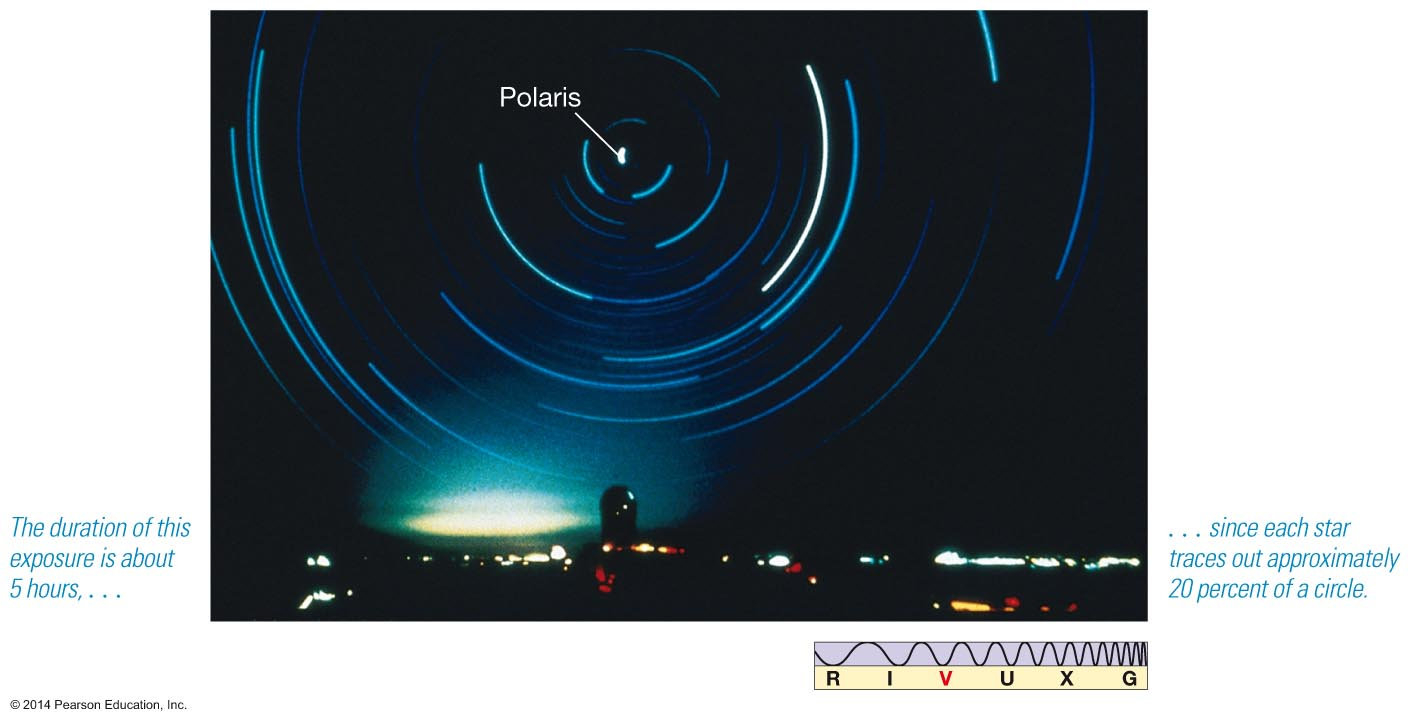 Polaris
The duration of this
exposure is about
5 hours, . . .
. . . since each star
traces out approximately
20 percent of a circle.
R I V U X G
© 2014 Pearson Education, Inc.